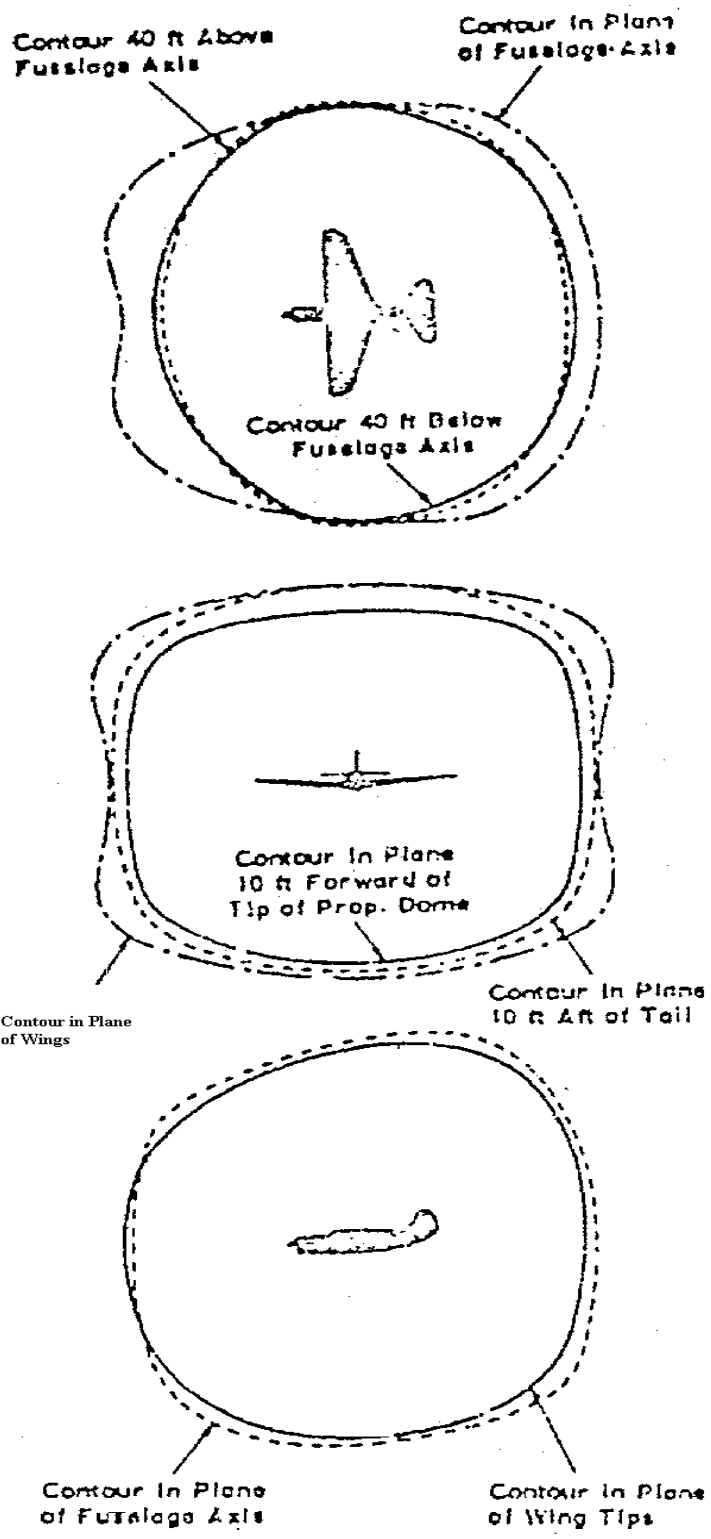 Contour 40 ft Above
Fuselage Axis
Contour in Plane
of Fuselage Axis
Contour 40 ft Below
Fuselage Axis
Contour in Plane
10 ft Forward of
Tip of Prop. Dome
Contour in Plane
of Wings
Contour in Plane
10 ft Aft of Tail
Contour in Plane
of Fuselage Axis
Contour in Plane
of Wing Tips